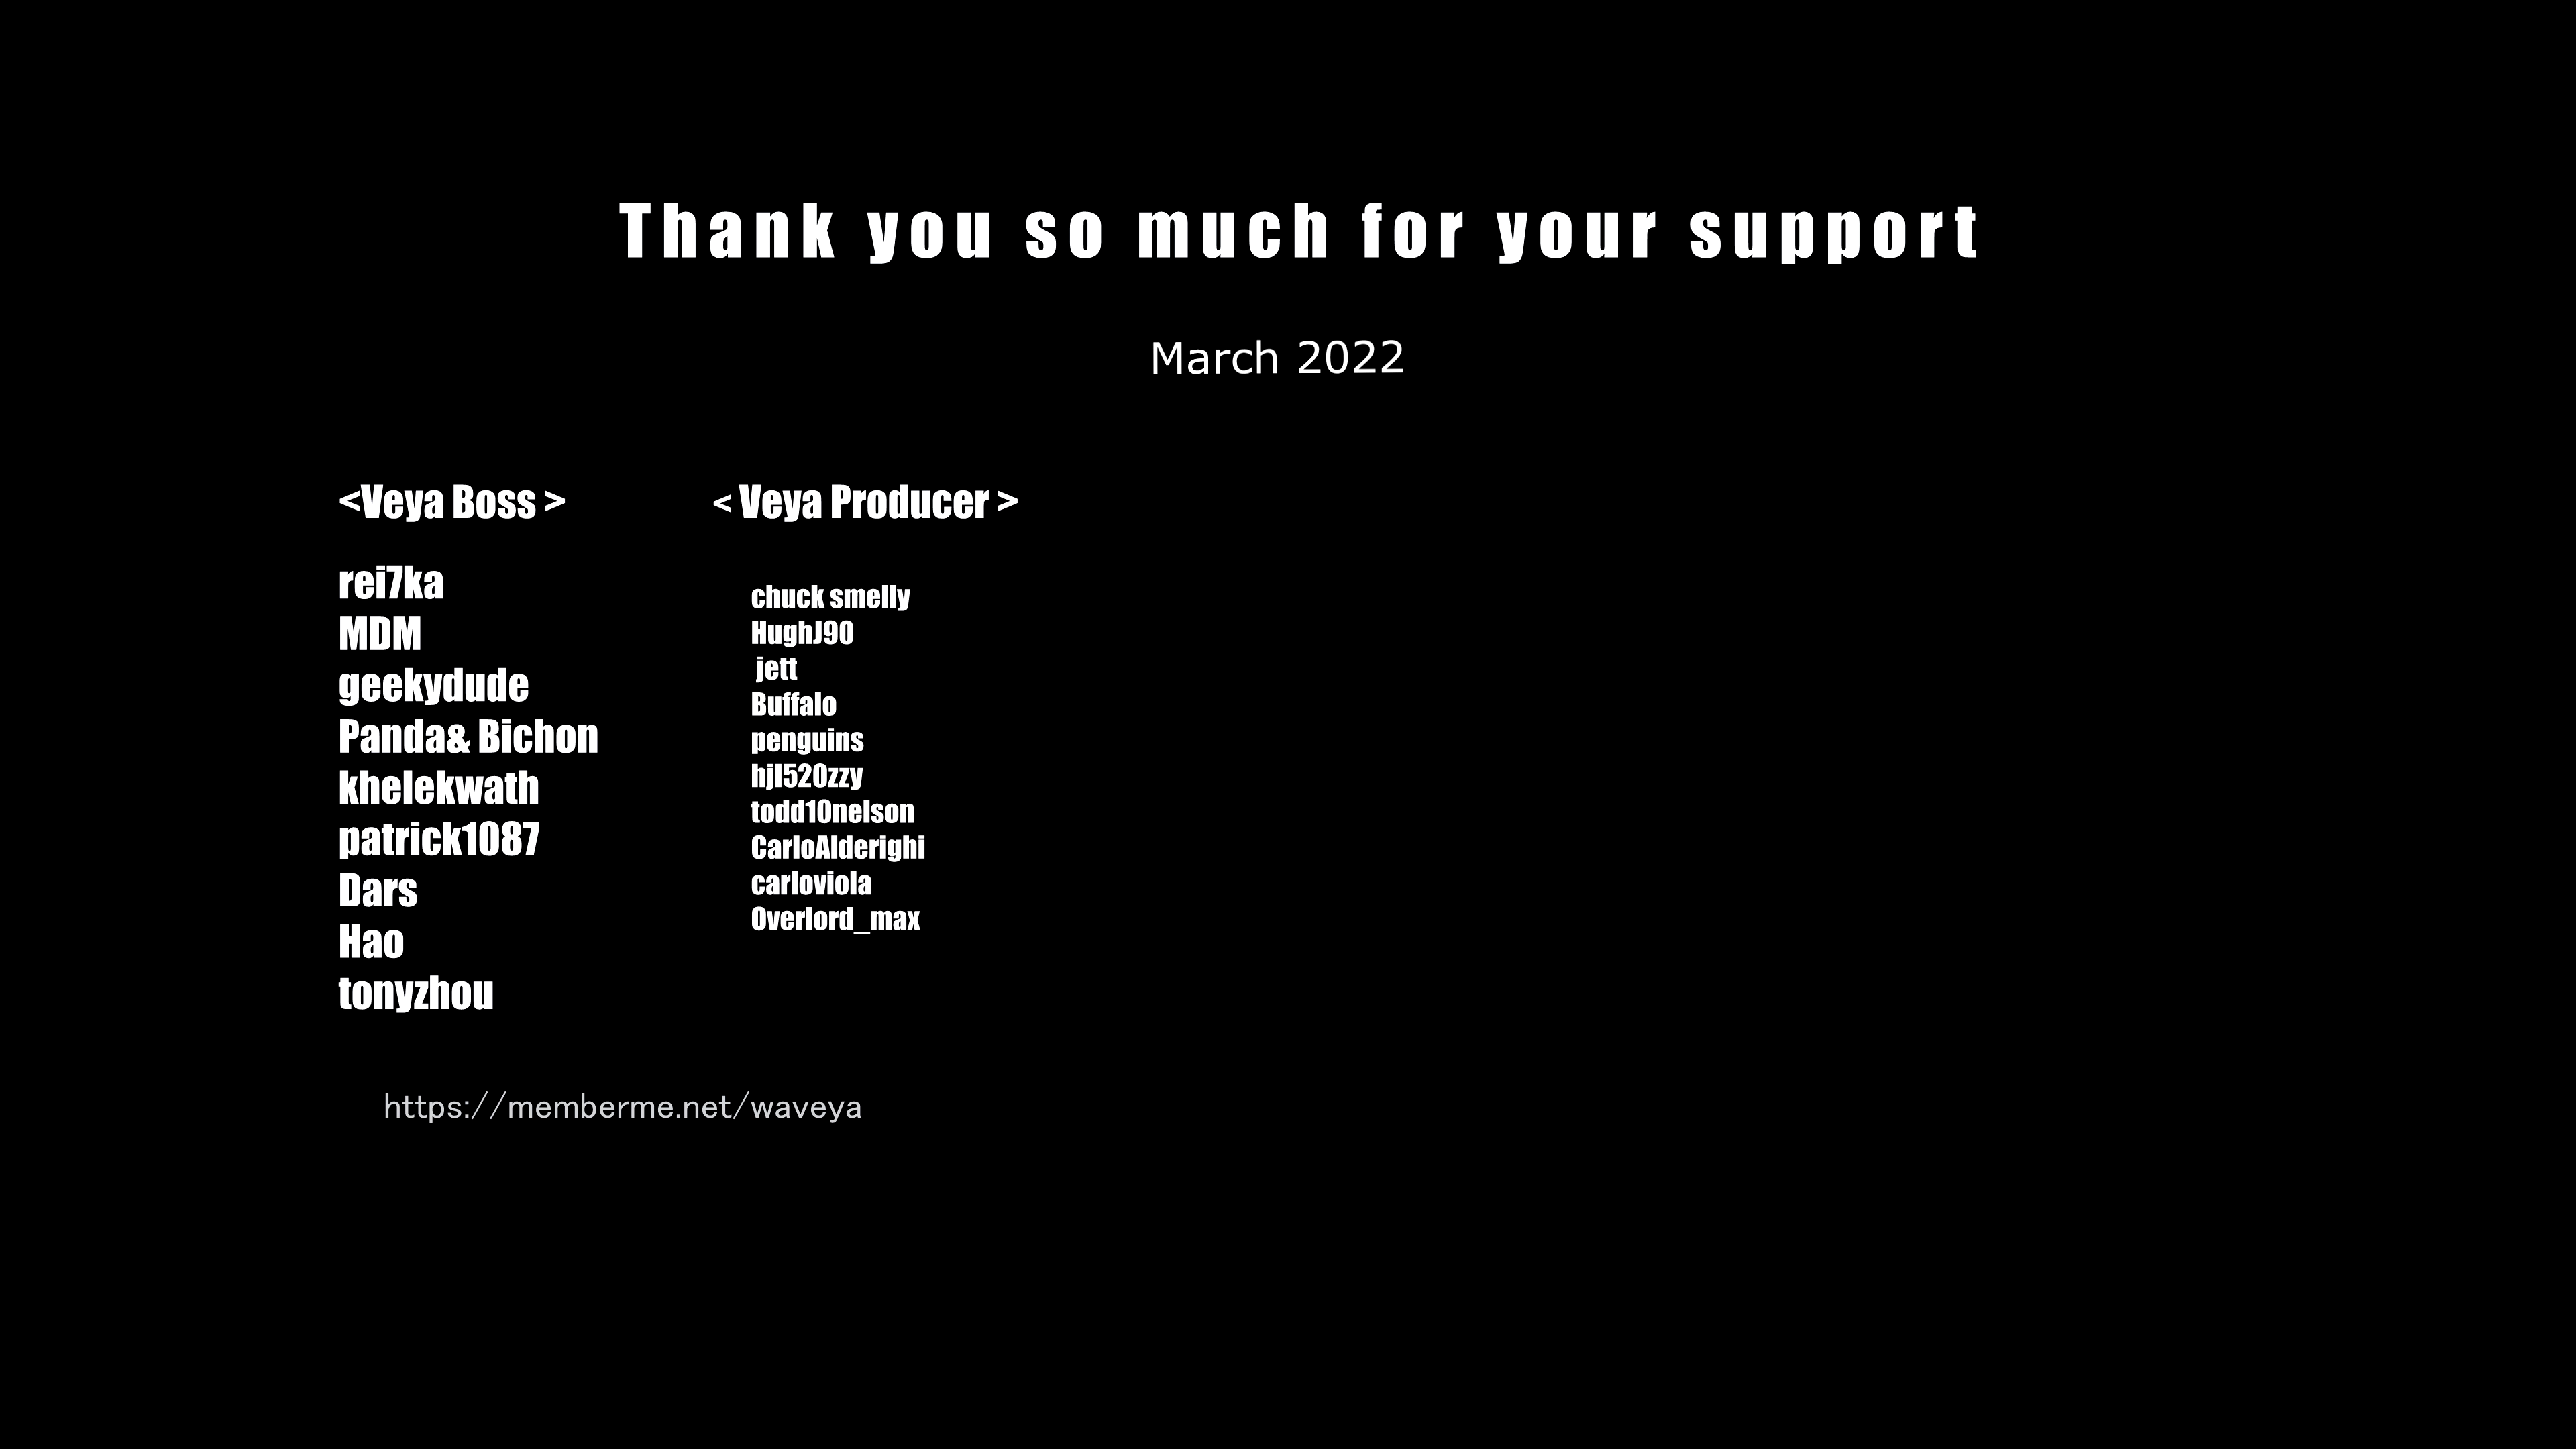 Thank you so much for your support
March 2022
<Veya Boss >
rei7ka
MDM
geekydude
Panda& Bichon
khelekwath
patrick1087
Dars
Hao
tonyzhou
< Veya Producer >
chuck smelly
HughJ90
jett
Buffalo
penguins
hjl520zzy
todd10nelson
CarloAlderighi
carloviola
Overlord_max
https://memberme.net/waveya